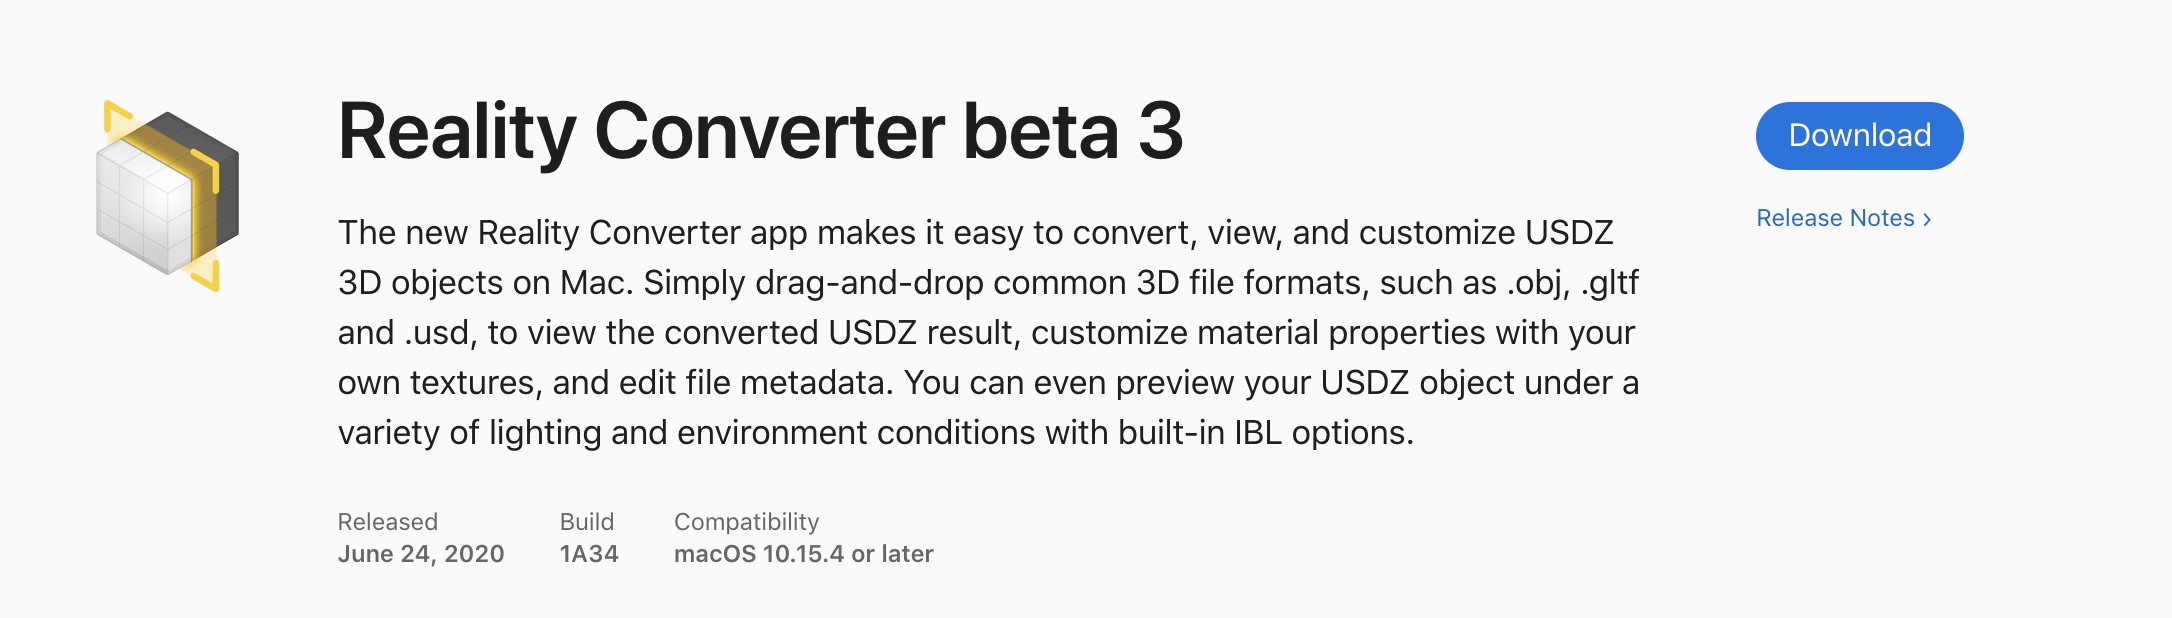 Reality Converter beta 3
Download
Release Notes ›
The new Reality Converter app makes it easy to convert, view, and customize USDZ
3D objects on Mac. Simply drag-and-drop common 3D file formats, such as .obj, .gltf
and .usd, to view the converted USDZ result, customize material properties with your
own textures, and edit file metadata. You can even preview your USDZ object under a
variety of lighting and environment conditions with built-in IBL options.
Released Build Compatibility
June 24, 2020 1A34 macOS 10.15.4 or later